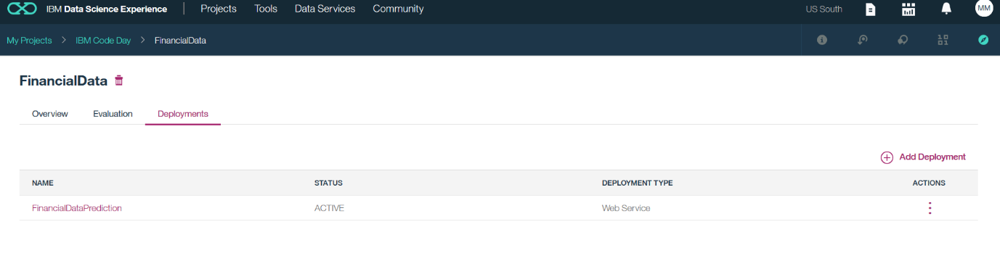 IBM Data Science Experience | Projects Tools Data Services Community US South MM
My Projects > IBM Code Day > FinancialData
FinancialData
Overview Evaluation Deployments
Add Deployment
NAME STATUS DEPLOYMENT TYPE ACTIONS
FinancialDataPrediction ACTIVE Web Service